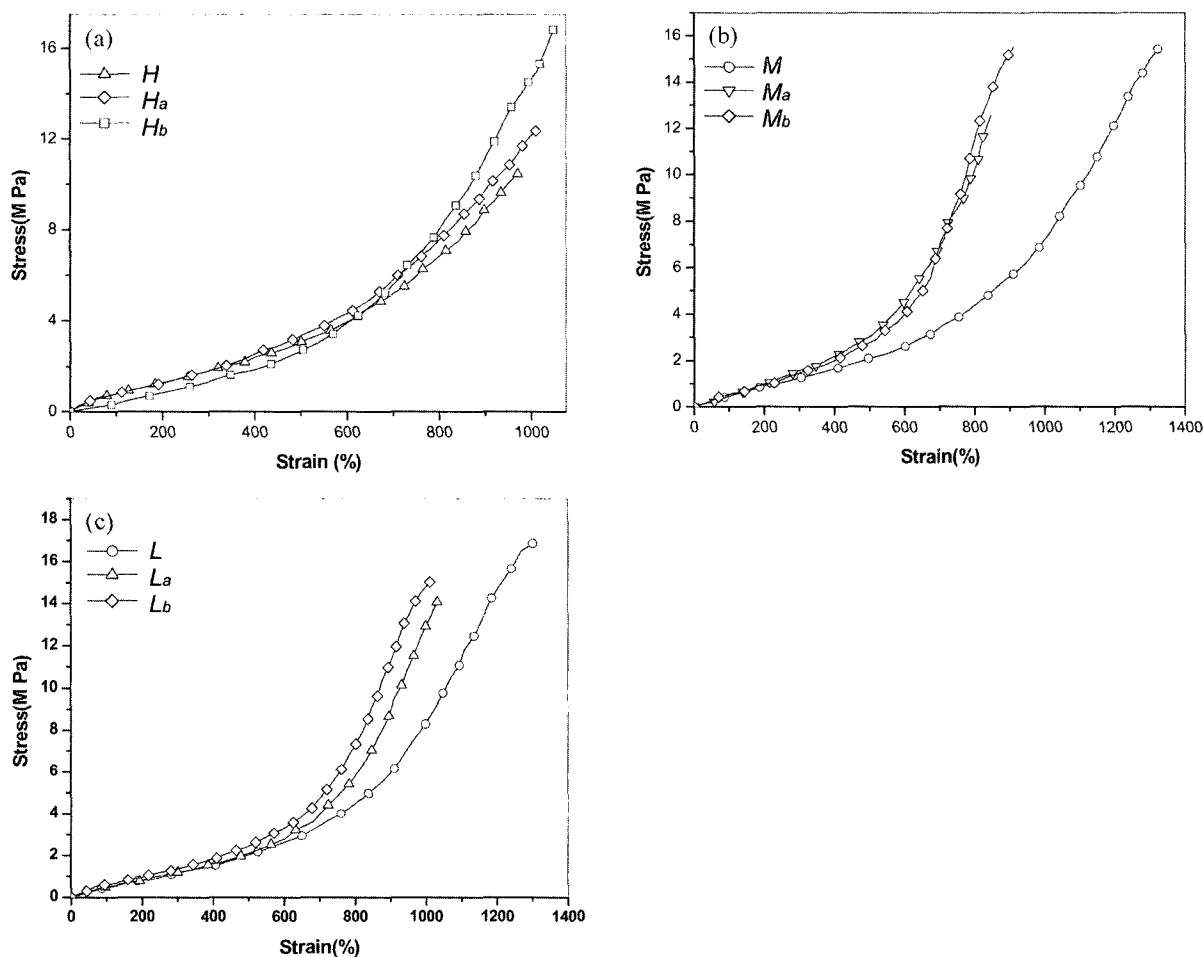 (a)
H
Ha
Hb
16
12
8
4
0
Stress(M Pa)
0 200 400 600 800 1000
Strain (%)
(b)
M
Ma
Mb
16
14
12
10
8
6
4
2
0
Stress(M Pa)
0 200 400 600 800 1000 1200 1400
Strain(%)
(c)
L
La
Lb
18
16
14
12
10
8
6
4
2
0
Stress(M Pa)
0 200 400 600 800 1000 1200 1400
Strain(%)